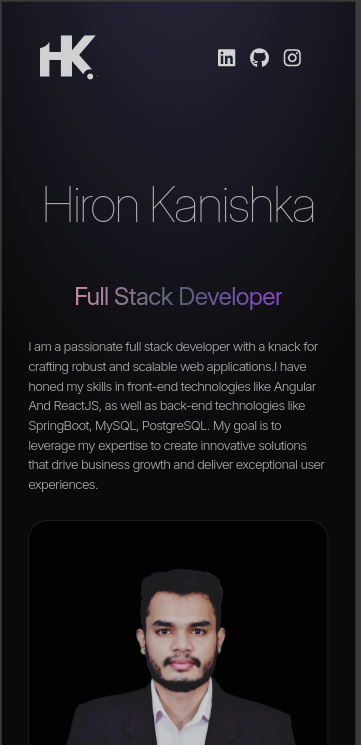 HK.
Hiron Kanishka
Full Stack Developer
I am a passionate full stack developer with a knack for
crafting robust and scalable web applications.I have
honed my skills in front-end technologies like Angular
And ReactJS, as well as back-end technologies like
SpringBoot, MySQL, PostgreSQL. My goal is to
leverage my expertise to create innovative solutions
that drive business growth and deliver exceptional user
experiences.